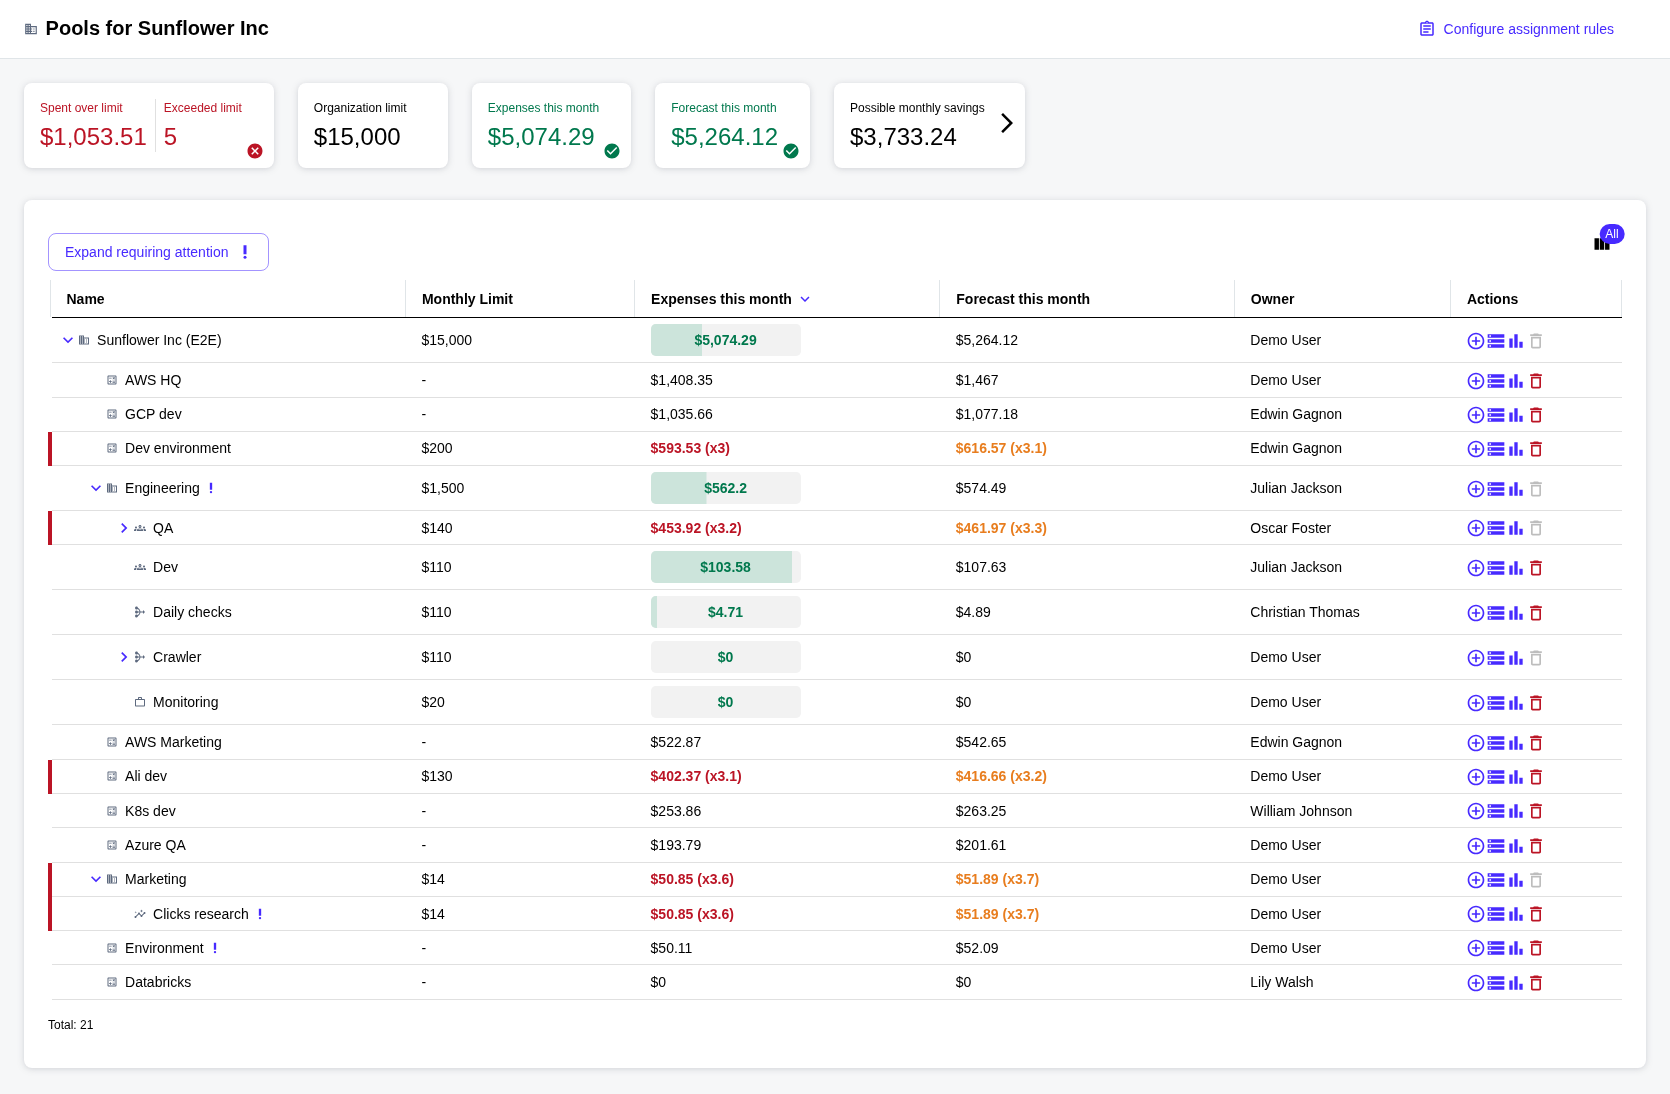 Pools for Sunflower Inc
Configure assignment rules
Spent over limit
$1,053.51
Exceeded limit
5
Organization limit
$15,000
Expenses this month
$5,074.29
Forecast this month
$5,264.12
Possible monthly savings
$3,733.24
Expand requiring attention
All
Name Monthly Limit Expenses this month Forecast this month Owner Actions
Sunflower Inc (E2E) $15,000 $5,074.29 $5,264.12 Demo User
AWS HQ - $1,408.35 $1,467 Demo User
GCP dev - $1,035.66 $1,077.18 Edwin Gagnon
Dev environment $200 $593.53 (x3) $616.57 (x3.1) Edwin Gagnon
Engineering $1,500 $562.2 $574.49 Julian Jackson
QA $140 $453.92 (x3.2) $461.97 (x3.3) Oscar Foster
Dev $110 $103.58 $107.63 Julian Jackson
Daily checks $110 $4.71 $4.89 Christian Thomas
Crawler $110 $0 $0 Demo User
Monitoring $20 $0 $0 Demo User
AWS Marketing - $522.87 $542.65 Edwin Gagnon
Ali dev $130 $402.37 (x3.1) $416.66 (x3.2) Demo User
K8s dev - $253.86 $263.25 William Johnson
Azure QA - $193.79 $201.61 Demo User
Marketing $14 $50.85 (x3.6) $51.89 (x3.7) Demo User
Clicks research $14 $50.85 (x3.6) $51.89 (x3.7) Demo User
Environment - $50.11 $52.09 Demo User
Databricks - $0 $0 Lily Walsh
Total: 21